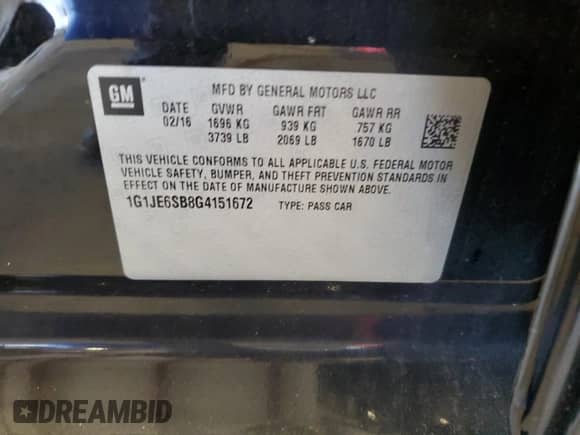 GM
MFD BY GENERAL MOTORS LLC
DATE GVWR GAWR FRT GAWR RR
02/16 1696 KG 939 KG 757 KG
3739 LB 2069 LB 1670 LB
THIS VEHICLE CONFORMS TO ALL APPLICABLE U.S. FEDERAL MOTOR
VEHICLE SAFETY, BUMPER, AND THEFT PREVENTION STANDARDS IN
EFFECT ON THE DATE OF MANUFACTURE SHOWN ABOVE.
1G1JE6SB8G4151672 TYPE: PASS CAR
DREAMBID